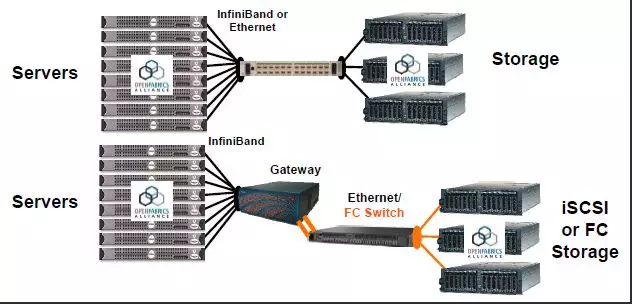 InfiniBand or
Ethernet
Servers
OPENFABRICS
ALLIANCE
OPENFABRICS
ALLIANCE
Storage
InfiniBand
Gateway
Servers
OPENFABRICS
ALLIANCE
Ethernet/
FC Switch
OPENFABRICS
ALLIANCE
iSCSI
or FC
Storage